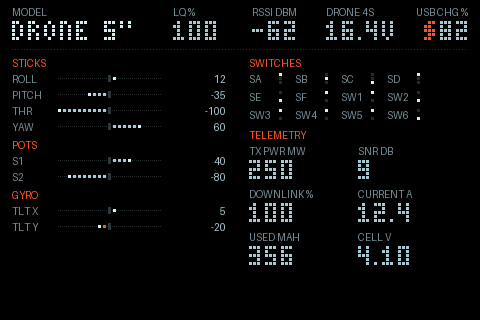 MODEL LQ % RSSI DBM DRONE 4S USBCHG %
DRONE 5" 100 -62 16.4V $82
STICKS
ROLL 12
PITCH -35
THR -100
YAW 60
POTS
S1 40
S2 -80
GYRO
TLT X 5
TLT Y -20
SWITCHES
SA SB SC SD
SE SF SW1 SW2
SW3 SW4 SW5 SW6
TELEMETRY
TX PWR MW SNR DB
250 9
DOWNLINK % CURRENT A
100 12.4
USED MAH CELL V
356 4.10